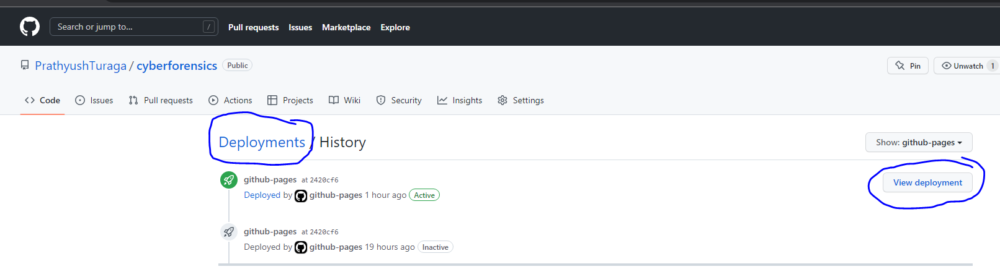 Search or jump to... / Pull requests Issues Marketplace Explore
PrathyushTuraga / cyberforensics Public Pin Unwatch 1
Code Issues Pull requests Actions Projects Wiki Security Insights Settings
Deployments / History Show: github-pages
github-pages at 2420cf6 View deployment
Deployed by github-pages 1 hour ago Active
github-pages at 2420cf6
Deployed by github-pages 19 hours ago Inactive